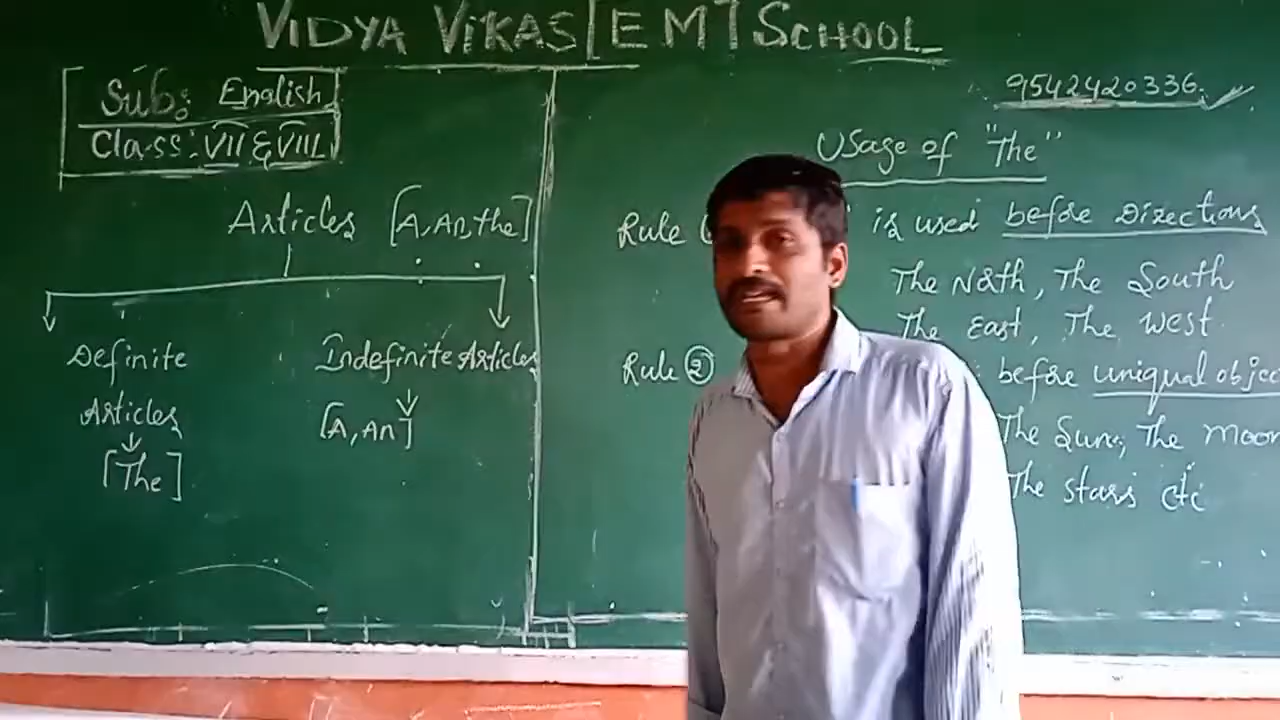 VIDYA VIKAS [E M] SCHOOL
Sub: English
Class: VII & VIII
Articles [A, An, the]
Definite
Articles
[The]
Indefinite Articles
[A, An]
9542420336
Usage of "The"
Rule is used before Directions
The North, The South
The East, The West.
Rule ② before uniqual objec
The Sun, The Moon
The stars etc